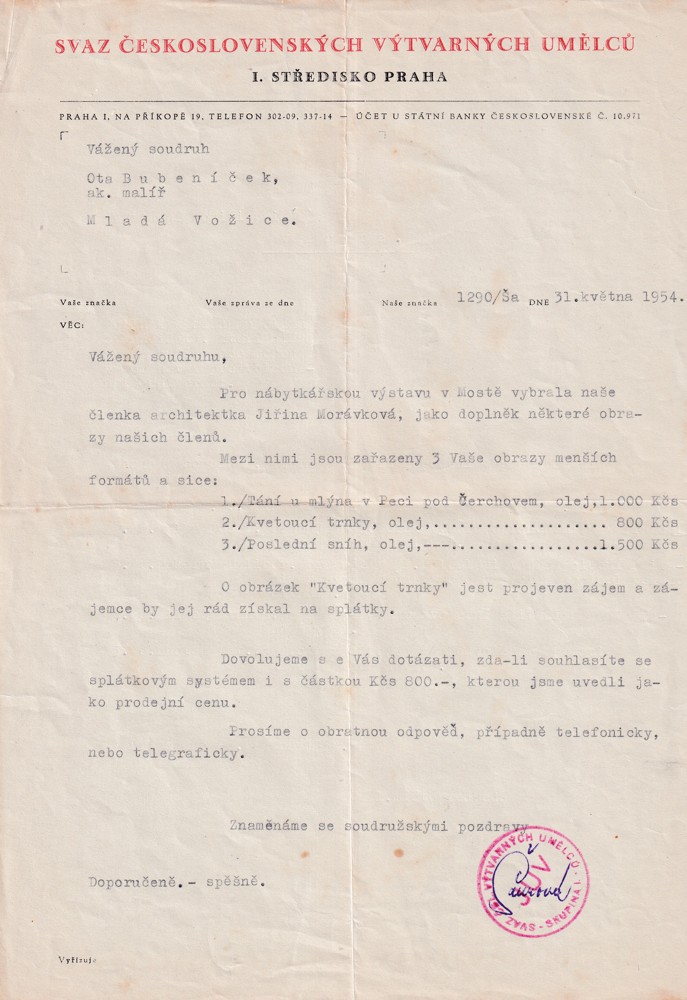 SVAZ ČESKOSLOVENSKÝCH VÝTVARNÝCH UMĚLCŮ
I. STŘEDISKO PRAHA
PRAHA I, NA PŘÍKOPĚ 19, TELEFON 302-09, 337-14 — ÚČET U STÁTNÍ BANKY ČESKOSLOVENSKÉ Č. 10.971
Vážený soudruh
Ota B u b e n í č e k,
ak. malíř
M l a d á   V o ž i c e.
Vaše značka Vaše zpráva ze dne Naše značka 1290/Ša DNE 31.května 1954.
VĚC:
Vážený soudruhu,
Pro nábytkářskou výstavu v Mostě vybrala naše
členka architektka Jiřina Morávková, jako doplněk některé obra-
zy našich členů.
Mezi nimi jsou zařazeny 3 Vaše obrazy menších
formátů a sice:
1./Tání u mlýna v Peci pod Čerchovem, olej,1.000 Kčs
2./Kvetoucí trnky, olej,................... 800 Kčs
3./Poslední sníh, olej,---................1.500 Kčs
O obrázek "Kvetoucí trnky" jest projeven zájem a zá-
jemce by jej rád získal na splátky.
Dovolujeme s e Vás dotázati, zda-li souhlasíte se
splátkovým systémem i s částkou Kčs 800.-, kterou jsme uvedli ja-
ko prodejní cenu.
Prosíme o obratnou odpověď, případně telefonicky,
nebo telegraficky.
Znaménáme se soudružskými pozdravy
SVAZ ČSL VÝTVARNÝCH UMĚLCŮ - SKUPINA 1 -
Doporučeně.- spěšně.
Vyřizuje